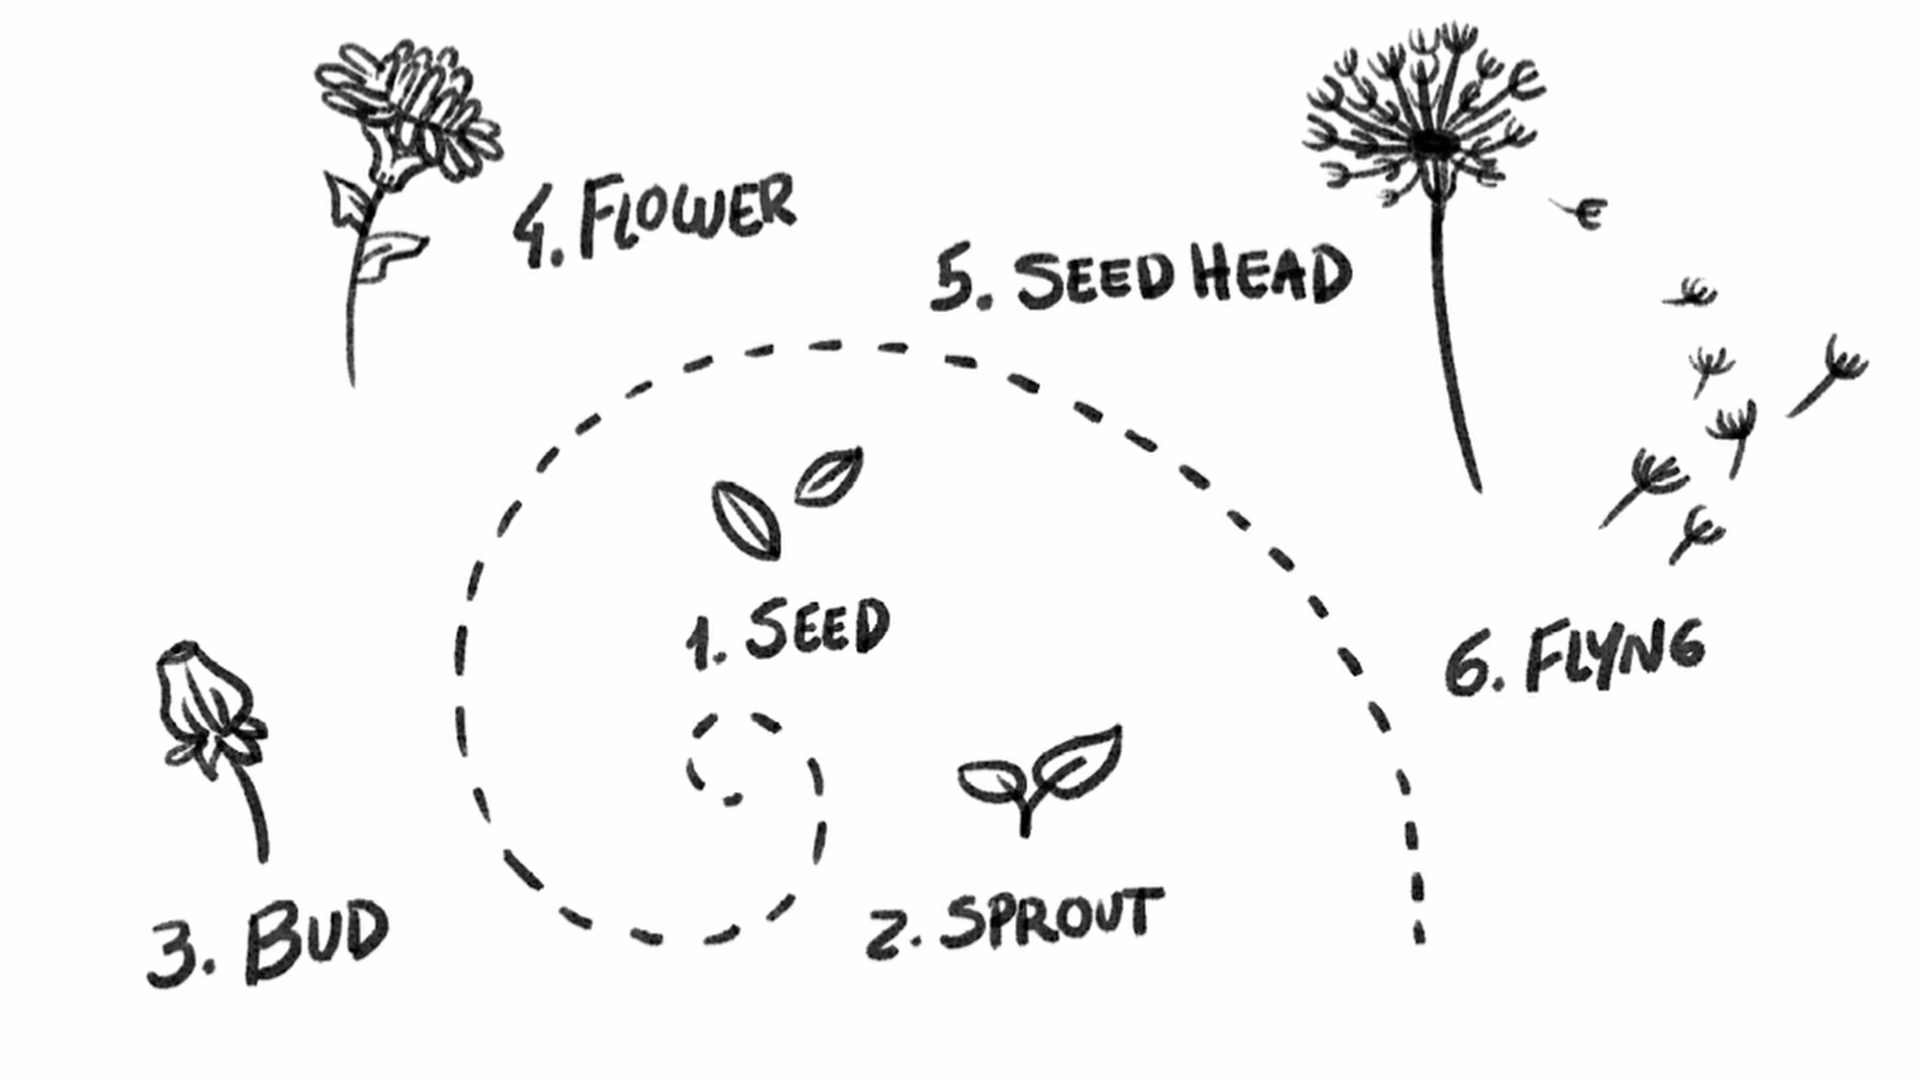 1. SEED
2. SPROUT
3. BUD
4. FLOWER
5. SEED HEAD
6. FLYNG